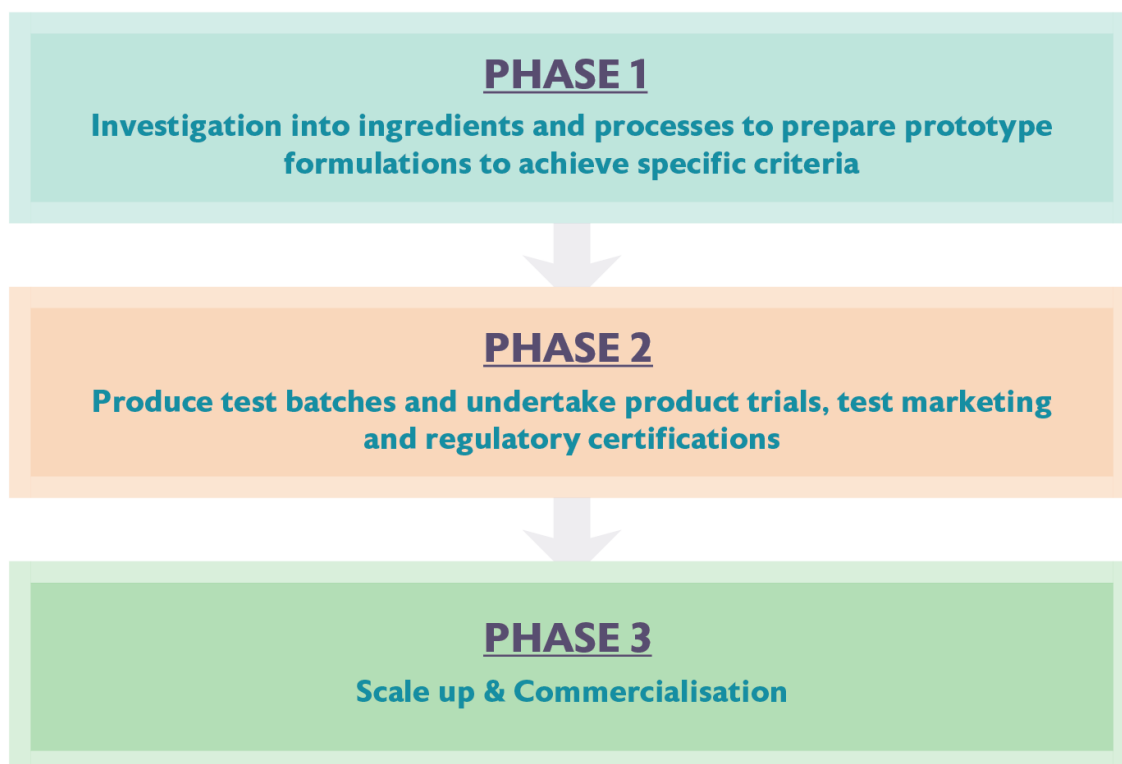 PHASE 1
Investigation into ingredients and processes to prepare prototype
formulations to achieve specific criteria
PHASE 2
Produce test batches and undertake product trials, test marketing
and regulatory certifications
PHASE 3
Scale up & Commercialisation